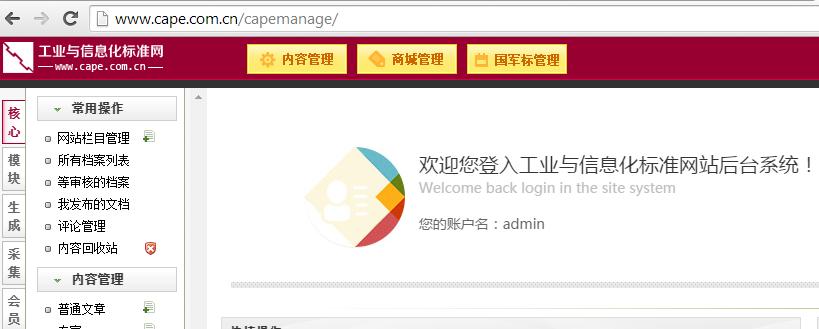 www.cape.com.cn/capemanage/
工业与信息化标准网
www.cape.com.cn
内容管理
商城管理
国军标管理
核心
模块
生成
采集
会员
常用操作
网站栏目管理
所有档案列表
等审核的档案
我发布的文档
评论管理
内容回收站
内容管理
普通文章
欢迎您登入工业与信息化标准网站后台系统！
Welcome back login in the site system
您的账户名：admin